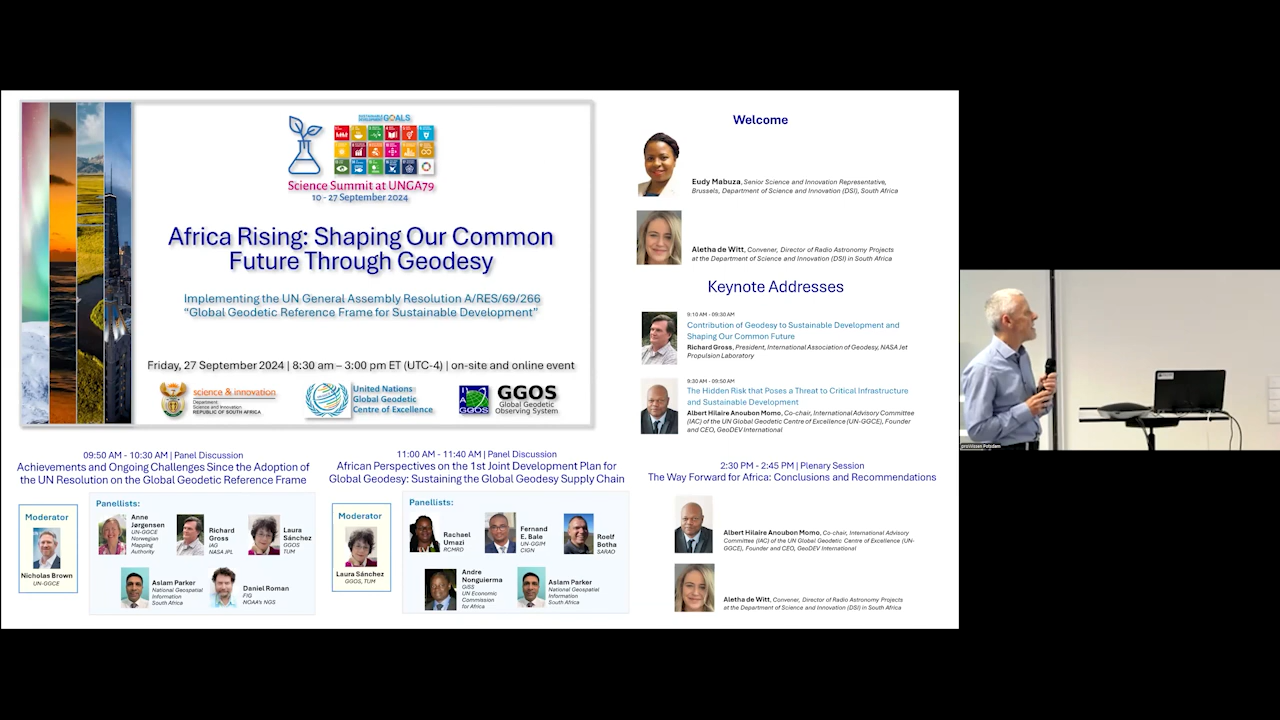 SUSTAINABLE DEVELOPMENT GOALS
Science Summit at UNGA79
10 - 27 September 2024
Africa Rising: Shaping Our Common
Future Through Geodesy
Implementing the UN General Assembly Resolution A/RES/69/266
“Global Geodetic Reference Frame for Sustainable Development”
Friday, 27 September 2024 | 8:30 am – 3:00 pm ET (UTC-4) | on-site and online event
science & innovation
Department:
Science and Innovation
REPUBLIC OF SOUTH AFRICA
United Nations
Global Geodetic
Centre of Excellence
GGOS
GGOS
Global Geodetic
Observing System
Welcome
Eudy Mabuza, Senior Science and Innovation Representative,
Brussels, Department of Science and Innovation (DSI), South Africa
Aletha de Witt, Convener, Director of Radio Astronomy Projects
at the Department of Science and Innovation (DSI) in South Africa
Keynote Addresses
9:10 AM - 09:30 AM
Contribution of Geodesy to Sustainable Development and
Shaping Our Common Future
Richard Gross, President, International Association of Geodesy, NASA Jet
Propulsion Laboratory
9:30 AM - 09:50 AM
The Hidden Risk that Poses a Threat to Critical Infrastructure
and Sustainable Development
Albert Hilaire Anoubon Momo, Co-chair, International Advisory Committee
(IAC) of the UN Global Geodetic Centre of Excellence (UN-GGCE), Founder
and CEO, GeoDEV International
09:50 AM - 10:30 AM | Panel Discussion
Achievements and Ongoing Challenges Since the Adoption of
the UN Resolution on the Global Geodetic Reference Frame
Moderator
Nicholas Brown
UN-GGCE
Panellists:
Anne
Jørgensen
UN-GGCE
Norwegian
Mapping
Authority
Richard
Gross
IAG
NASA JPL
Laura
Sánchez
GGOS
TUM
Aslam Parker
National Geospatial
Information
South Africa
Daniel Roman
FIG
NOAA's NGS
11:00 AM - 11:40 AM | Panel Discussion
African Perspectives on the 1st Joint Development Plan for
Global Geodesy: Sustaining the Global Geodesy Supply Chain
Moderator
Laura Sánchez
GGOS, TUM
Panellists:
Rachael
Umazi
RCMRD
Fernand
E. Bale
UN-GGIM
CIGN
Roelf
Botha
SARAO
Andre
Nonguierma
GISS
UN Economic
Commission
for Africa
Aslam Parker
National Geospatial
Information
South Africa
2:30 PM - 2:45 PM | Plenary Session
The Way Forward for Africa: Conclusions and Recommendations
Albert Hilaire Anoubon Momo, Co-chair, International Advisory
Committee (IAC) of the UN Global Geodetic Centre of Excellence (UN-
GGCE), Founder and CEO, GeoDEV International
Aletha de Witt, Convener, Director of Radio Astronomy Projects
at the Department of Science and Innovation (DSI) in South Africa
proWissen Potsdam